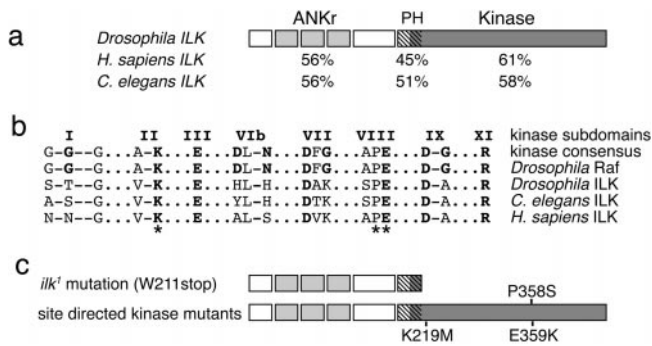 ANKr PH Kinase
a
Drosophila ILK
H. sapiens ILK 56% 45% 61%
C. elegans ILK 56% 51% 58%
b
I II III VIb VII VIII IX XI kinase subdomains
G-G--G...A-K...E...DL-N...DFG...APE...D-G...R kinase consensus
G-G--G...A-K...E...DL-N...DFG...APE...D-G...R Drosophila Raf
S-T--G...V-K...E...HL-H...DAK...SPE...D-A...R Drosophila ILK
A-S--G...V-K...E...YL-H...DTK...SPE...D-A...R C. elegans ILK
N-N--G...V-K...E...AL-S...DVK...APE...D-A...R H. sapiens ILK
* **
c
ilk¹ mutation (W211stop)
P358S
site directed kinase mutants
K219M E359K